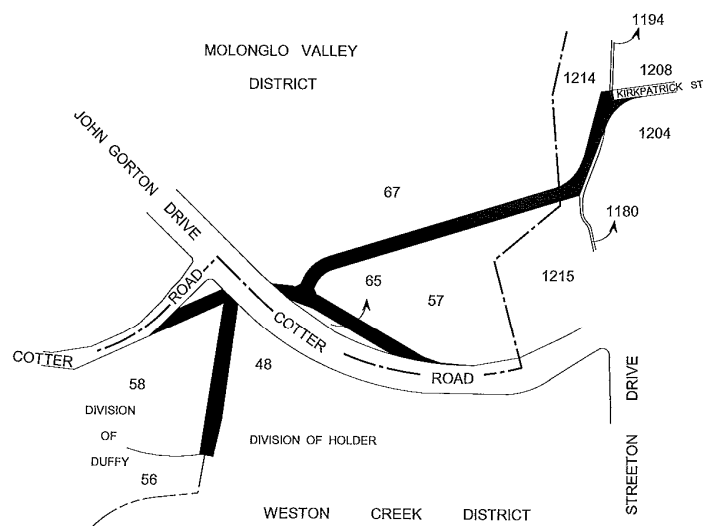 1194
MOLONGLO VALLEY
DISTRICT
1214
1208
KIRKPATRICK ST
1204
JOHN GORTON DRIVE
67
1180
1215
65
57
ROAD
COTTER
COTTER
ROAD
58
48
DIVISION
OF
DUFFY
DIVISION OF HOLDER
56
WESTON CREEK DISTRICT
STREETON DRIVE